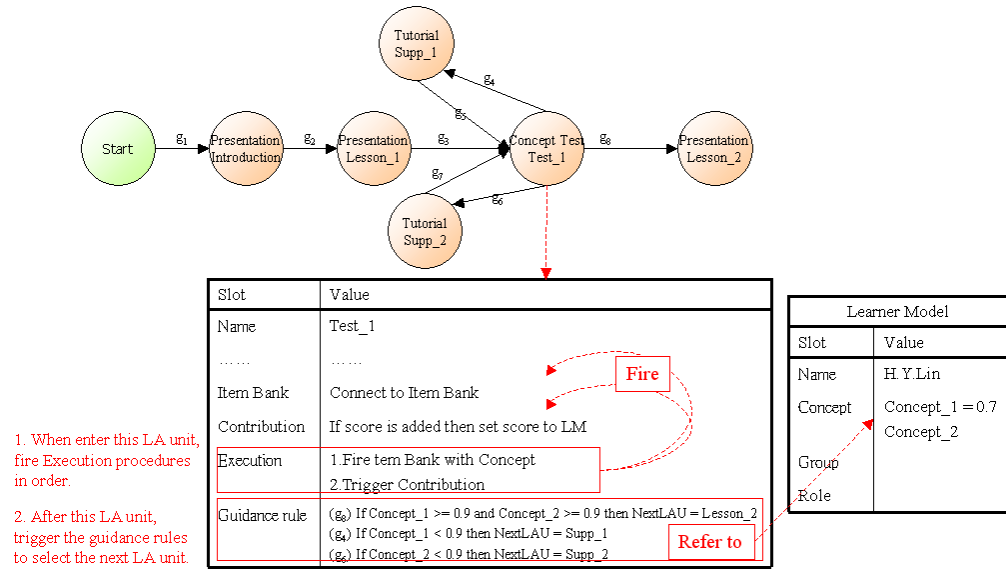 Tutorial
Supp_1
g4
g5
Start
g1
Presentation
Introduction
g2
Presentation
Lesson_1
g3
Concept Test
Test_1
g8
Presentation
Lesson_2
g7
g6
Tutorial
Supp_2
Slot Value
Name Test_1
...... ......
Item Bank Connect to Item Bank
Contribution If score is added then set score to LM
Execution 1.Fire tem Bank with Concept
2.Trigger Contribution
Guidance rule (g8) If Concept_1 >= 0.9 and Concept_2 >= 0.9 then NextLAU = Lesson_2
(g4) If Concept_1 < 0.9 then NextLAU = Supp_1
(g6) If Concept_2 < 0.9 then NextLAU = Supp_2
Fire
Refer to
1. When enter this LA unit,
fire Execution procedures
in order.
2. After this LA unit,
trigger the guidance rules
to select the next LA unit.
Learner Model
Slot Value
Name H.Y.Lin
Concept Concept_1 = 0.7
Concept_2
Group
Role